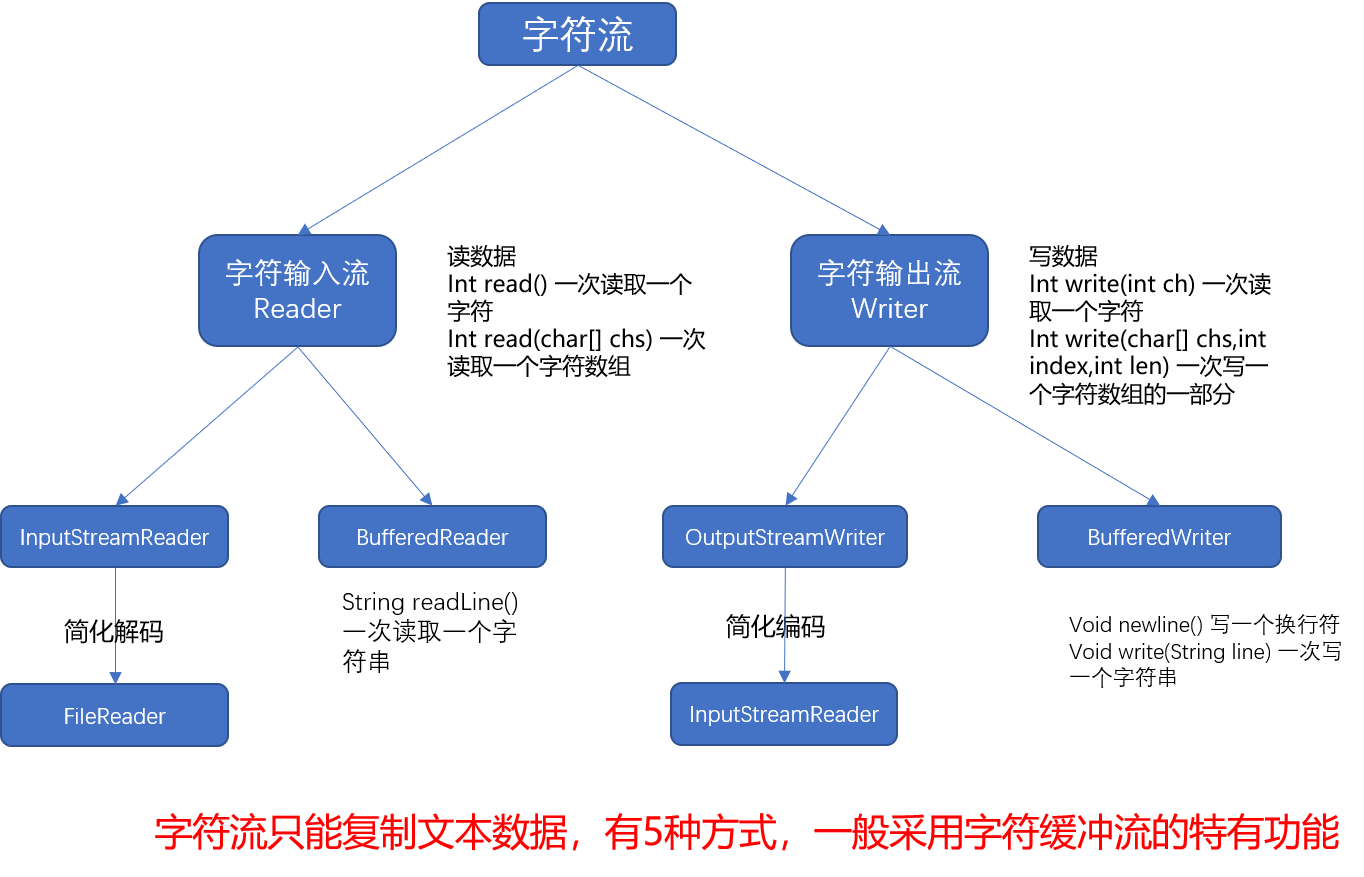 字符流
字符输入流
Reader
读数据
Int read() 一次读取一个
字符
Int read(char[] chs) 一次
读取一个字符数组
字符输出流
Writer
写数据
Int write(int ch) 一次读
取一个字符
Int write(char[] chs,int
index,int len) 一次写一
个字符数组的一部分
InputStreamReader
BufferedReader
OutputStreamWriter
BufferedWriter
简化解码
String readLine()
一次读取一个字
符串
简化编码
Void newline() 写一个换行符
Void write(String line) 一次写
一个字符串
FileReader
InputStreamReader
字符流只能复制文本数据，有5种方式，一般采用字符缓冲流的特有功能